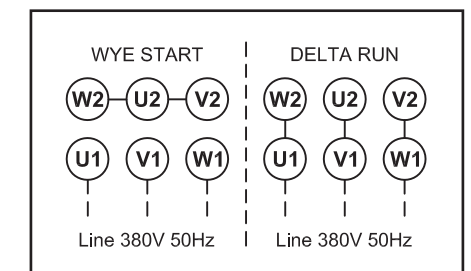 WYE START
DELTA RUN
W2 U2 V2
W2 U2 V2
U1 V1 W1
U1 V1 W1
Line 380V 50Hz
Line 380V 50Hz